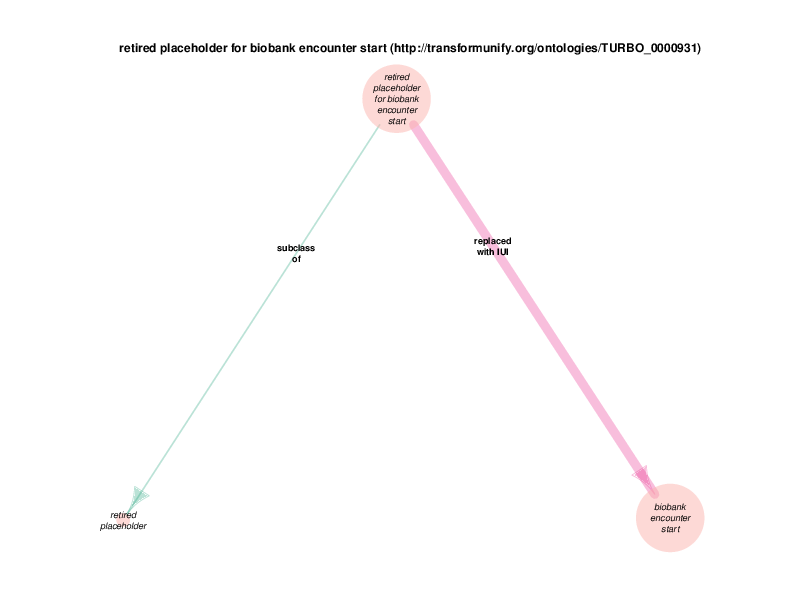 retired placeholder for biobank encounter start (http://transformunify.org/ontologies/TURBO_0000931)
retired
placeholder
for biobank
encounter
start
subclass
of
replaced
with IUI
retired
placeholder
biobank
encounter
start